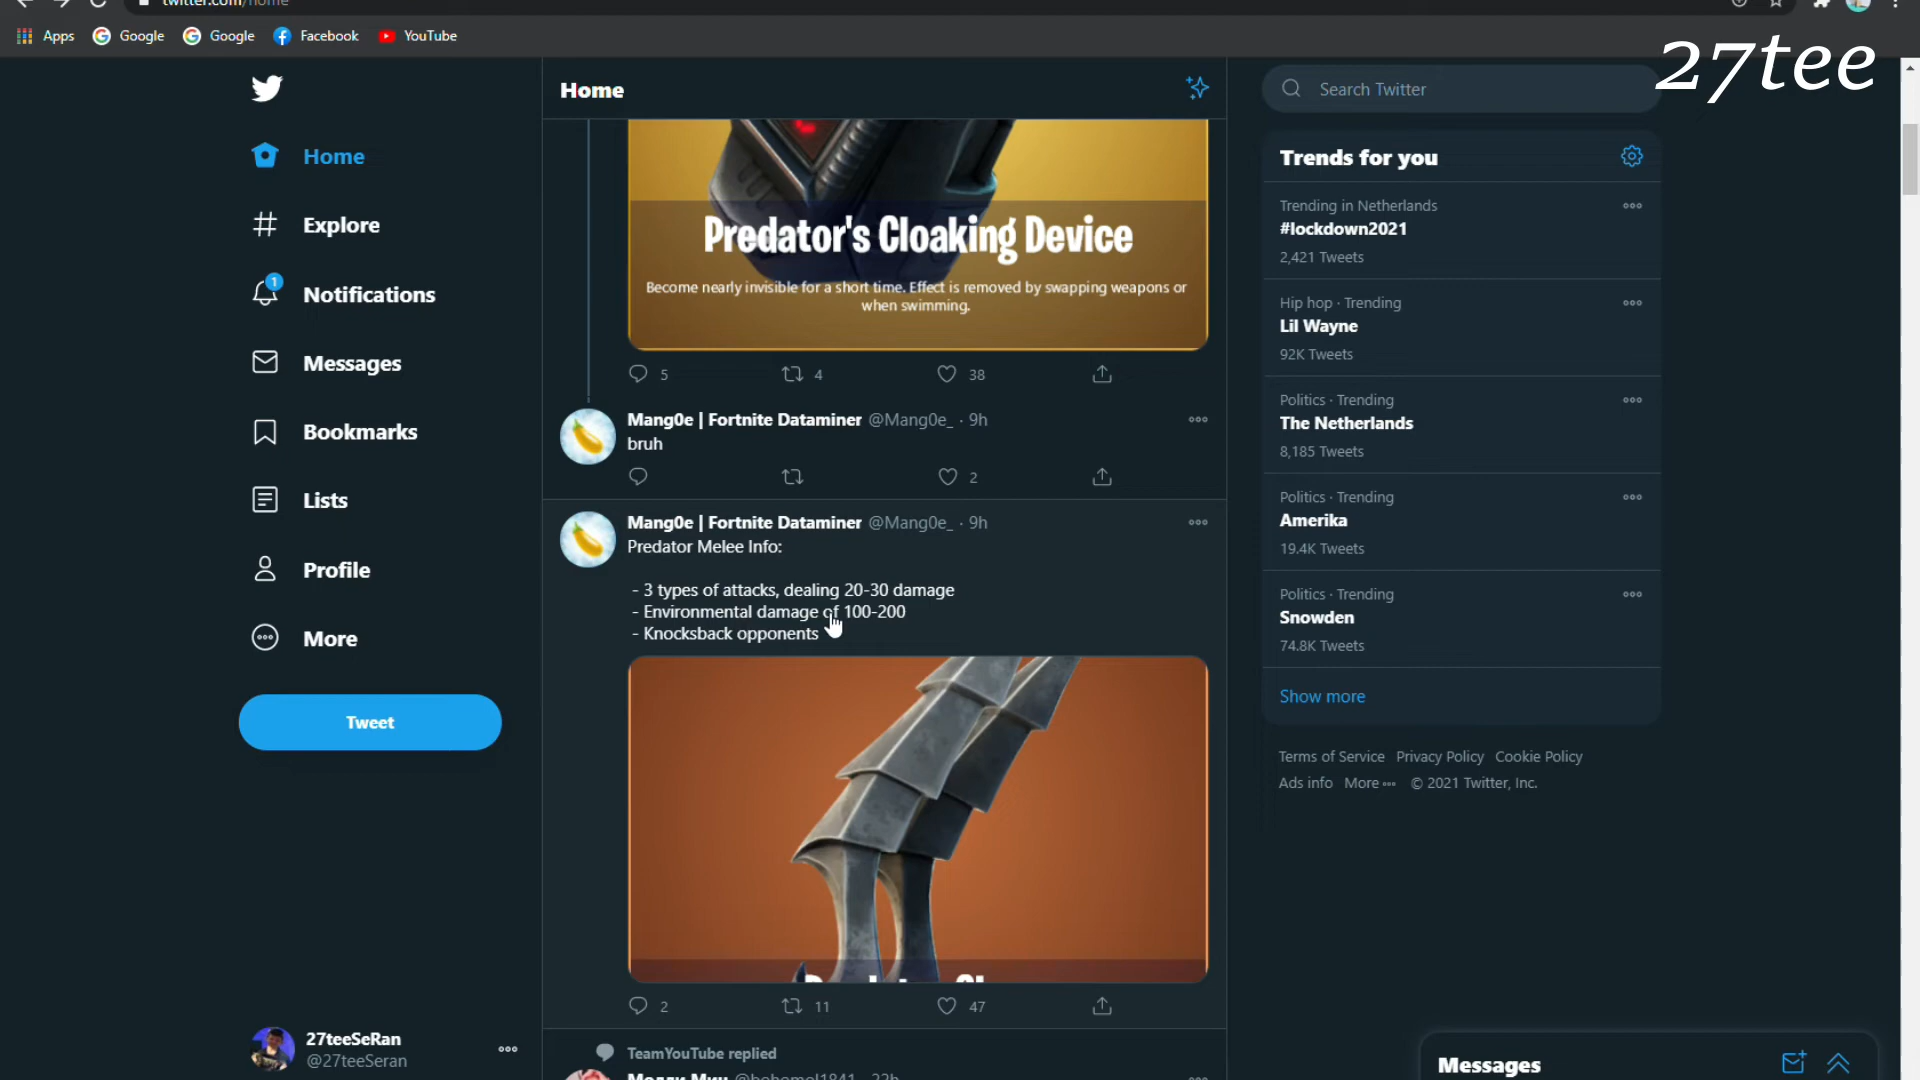 twitter.com/home
Apps
Google
Google
Facebook
YouTube
27tee
Home
Explore
1
Notifications
Messages
Bookmarks
Lists
Profile
More
Tweet
27teeSeRan
@27teeSeran
Home
Predator's Cloaking Device
Become nearly invisible for a short time. Effect is removed by swapping weapons or
when swimming.
5
4
38
Mang0e | Fortnite Dataminer @Mang0e_ · 9h
bruh
2
Mang0e | Fortnite Dataminer @Mang0e_ · 9h
Predator Melee Info:
- 3 types of attacks, dealing 20-30 damage
- Environmental damage of 100-200
- Knocksback opponents
2
11
47
TeamYouTube replied
Search Twitter
Trends for you
Trending in Netherlands
#lockdown2021
2,421 Tweets
Hip hop · Trending
Lil Wayne
92K Tweets
Politics · Trending
The Netherlands
8,185 Tweets
Politics · Trending
Amerika
19.4K Tweets
Politics · Trending
Snowden
74.8K Tweets
Show more
Terms of Service Privacy Policy Cookie Policy
Ads info More ••• © 2021 Twitter, Inc.
Messages